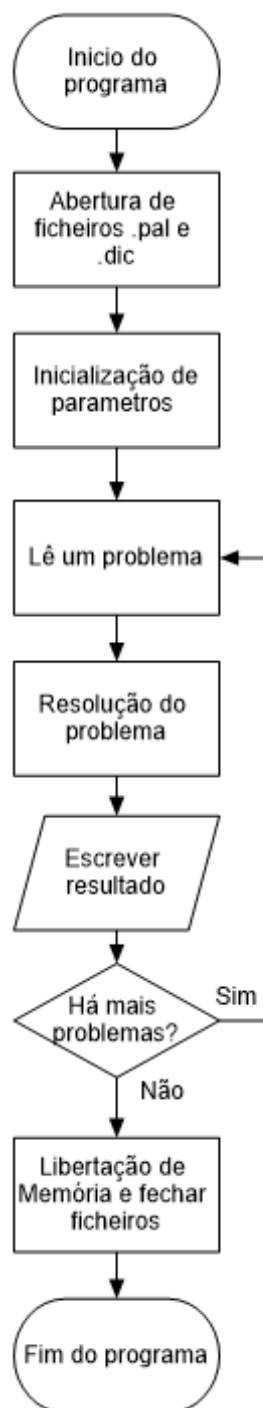 Inicio do
programa
Abertura de
ficheiros .pal e
.dic
Inicialização de
parametros
Lê um problema
Resolução do
problema
Escrever
resultado
Há mais
problemas?
Sim
Não
Libertação de
Memória e fechar
ficheiros
Fim do programa